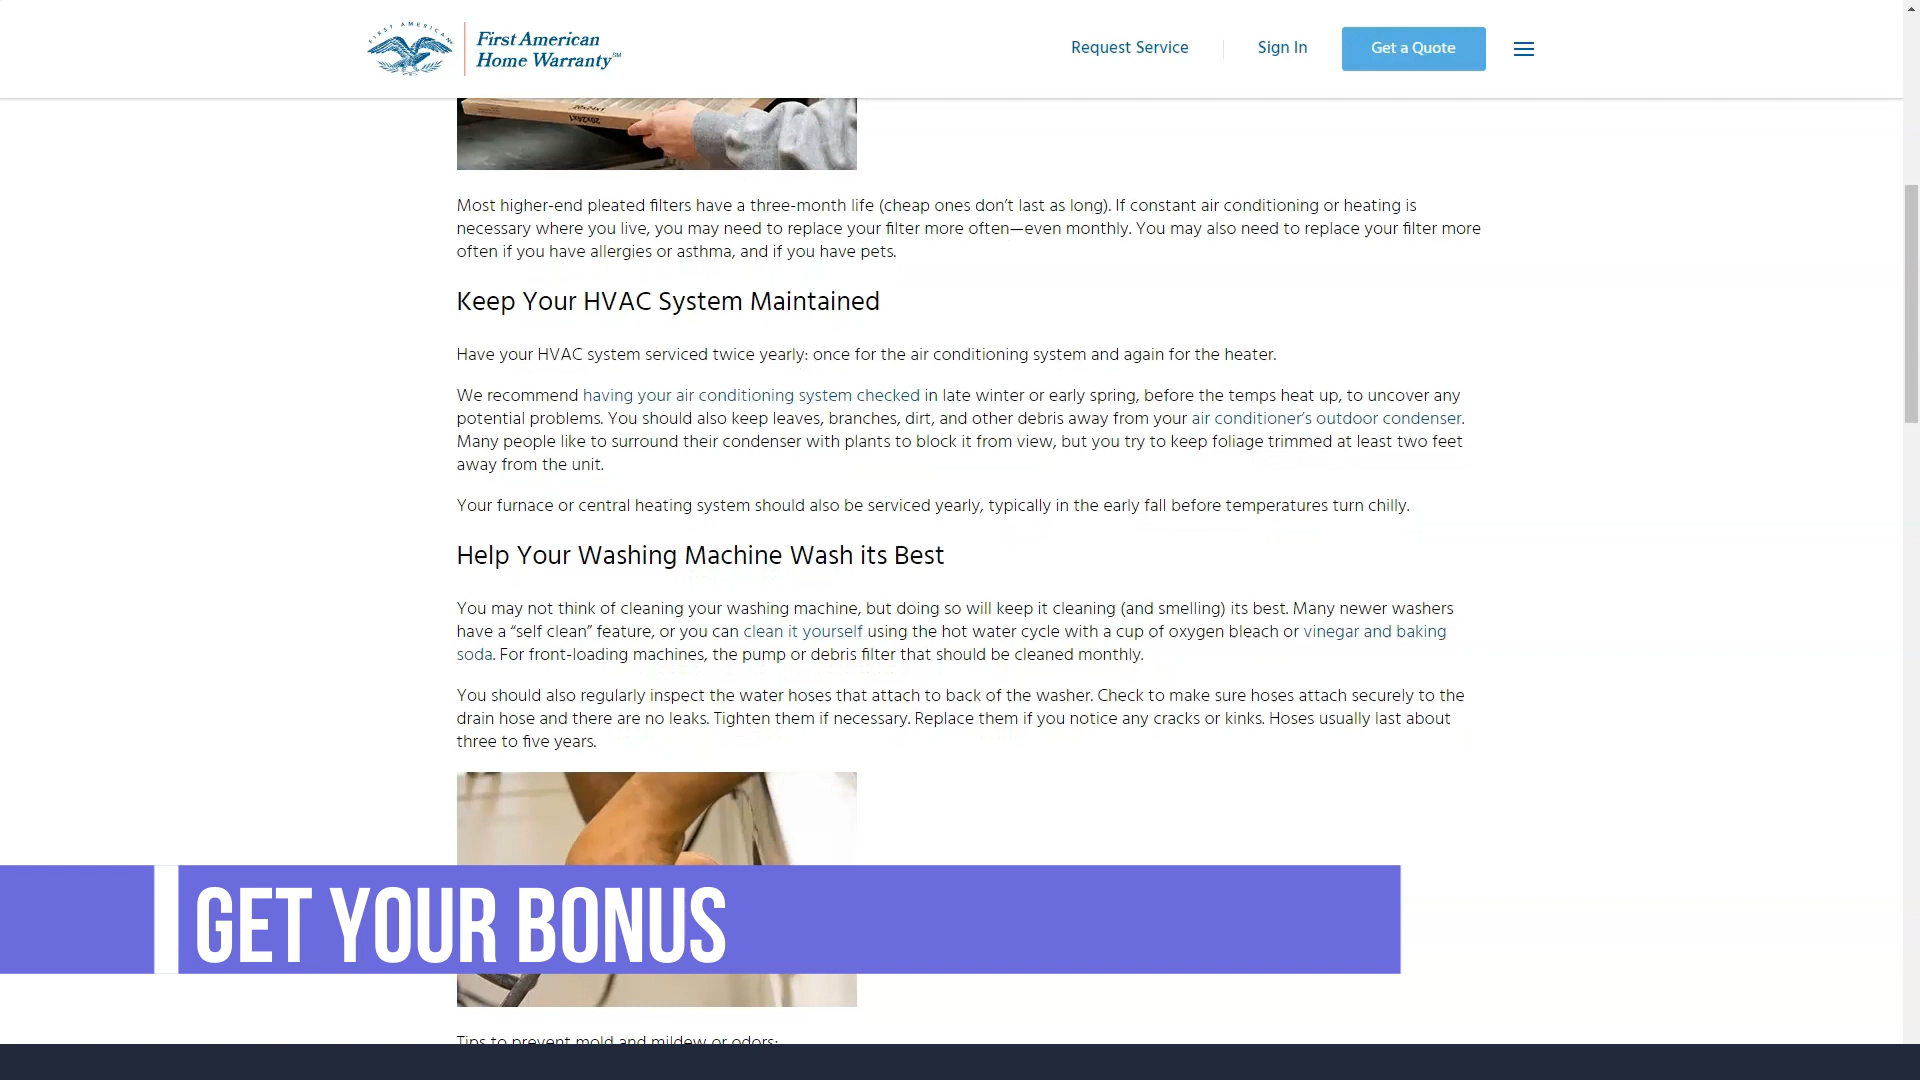 FIRST AMERICAN
First American
Home Warranty℠
Request Service
Sign In
Get a Quote
20x24x1
20x24x1
Most higher-end pleated filters have a three-month life (cheap ones don’t last as long). If constant air conditioning or heating is
necessary where you live, you may need to replace your filter more often—even monthly. You may also need to replace your filter more
often if you have allergies or asthma, and if you have pets.
Keep Your HVAC System Maintained
Have your HVAC system serviced twice yearly: once for the air conditioning system and again for the heater.
We recommend having your air conditioning system checked in late winter or early spring, before the temps heat up, to uncover any
potential problems. You should also keep leaves, branches, dirt, and other debris away from your air conditioner’s outdoor condenser.
Many people like to surround their condenser with plants to block it from view, but you try to keep foliage trimmed at least two feet
away from the unit.
Your furnace or central heating system should also be serviced yearly, typically in the early fall before temperatures turn chilly.
Help Your Washing Machine Wash its Best
You may not think of cleaning your washing machine, but doing so will keep it cleaning (and smelling) its best. Many newer washers
have a “self clean” feature, or you can clean it yourself using the hot water cycle with a cup of oxygen bleach or vinegar and baking
soda. For front-loading machines, the pump or debris filter that should be cleaned monthly.
You should also regularly inspect the water hoses that attach to back of the washer. Check to make sure hoses attach securely to the
drain hose and there are no leaks. Tighten them if necessary. Replace them if you notice any cracks or kinks. Hoses usually last about
three to five years.
GET YOUR BONUS
Tips to prevent mold and mildew or odors: